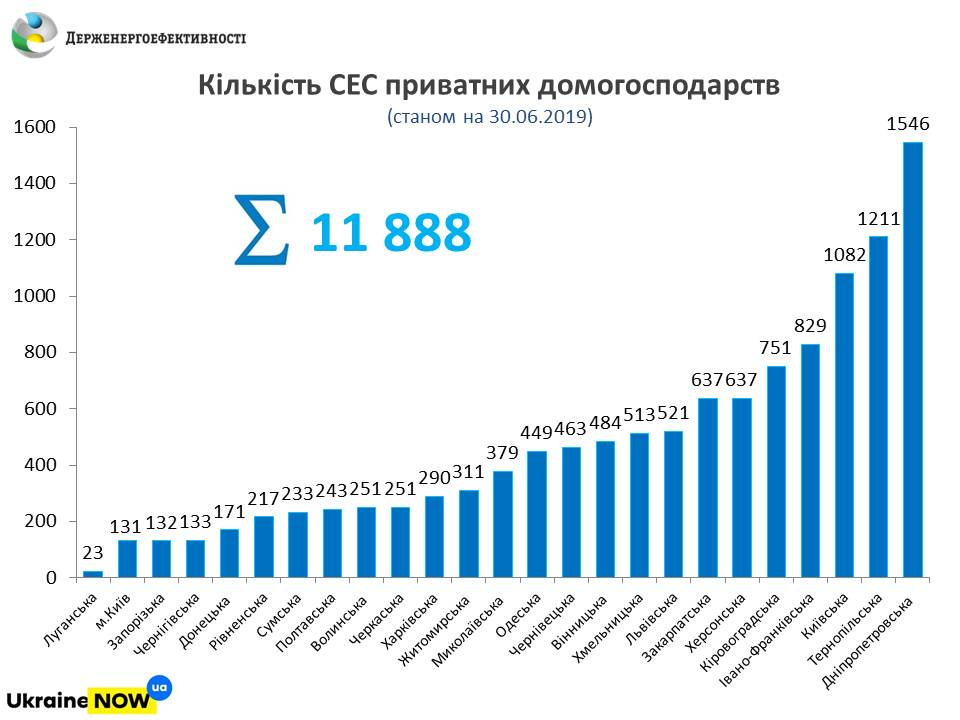 ДЕРЖЕНЕРГОЕФЕКТИВНОСТІ
Кількість СЕС приватних домогосподарств
(станом на 30.06.2019)
Σ 11 888
1600
1400
1200
1000
800
600
400
200
0
23
131
132
133
171
217
233
243
251
251
290
311
379
449
463
484
513
521
637
637
751
829
1082
1211
1546
Луганська
м.Київ
Запорізька
Чернігівська
Донецька
Рівненська
Сумська
Полтавська
Волинська
Черкаська
Харківська
Житомирська
Миколаївська
Одеська
Чернівецька
Вінницька
Хмельницька
Львівська
Закарпатська
Херсонська
Кіровоградська
Івано-Франківська
Київська
Тернопільська
Дніпропетровська
Ukraine NOW ua